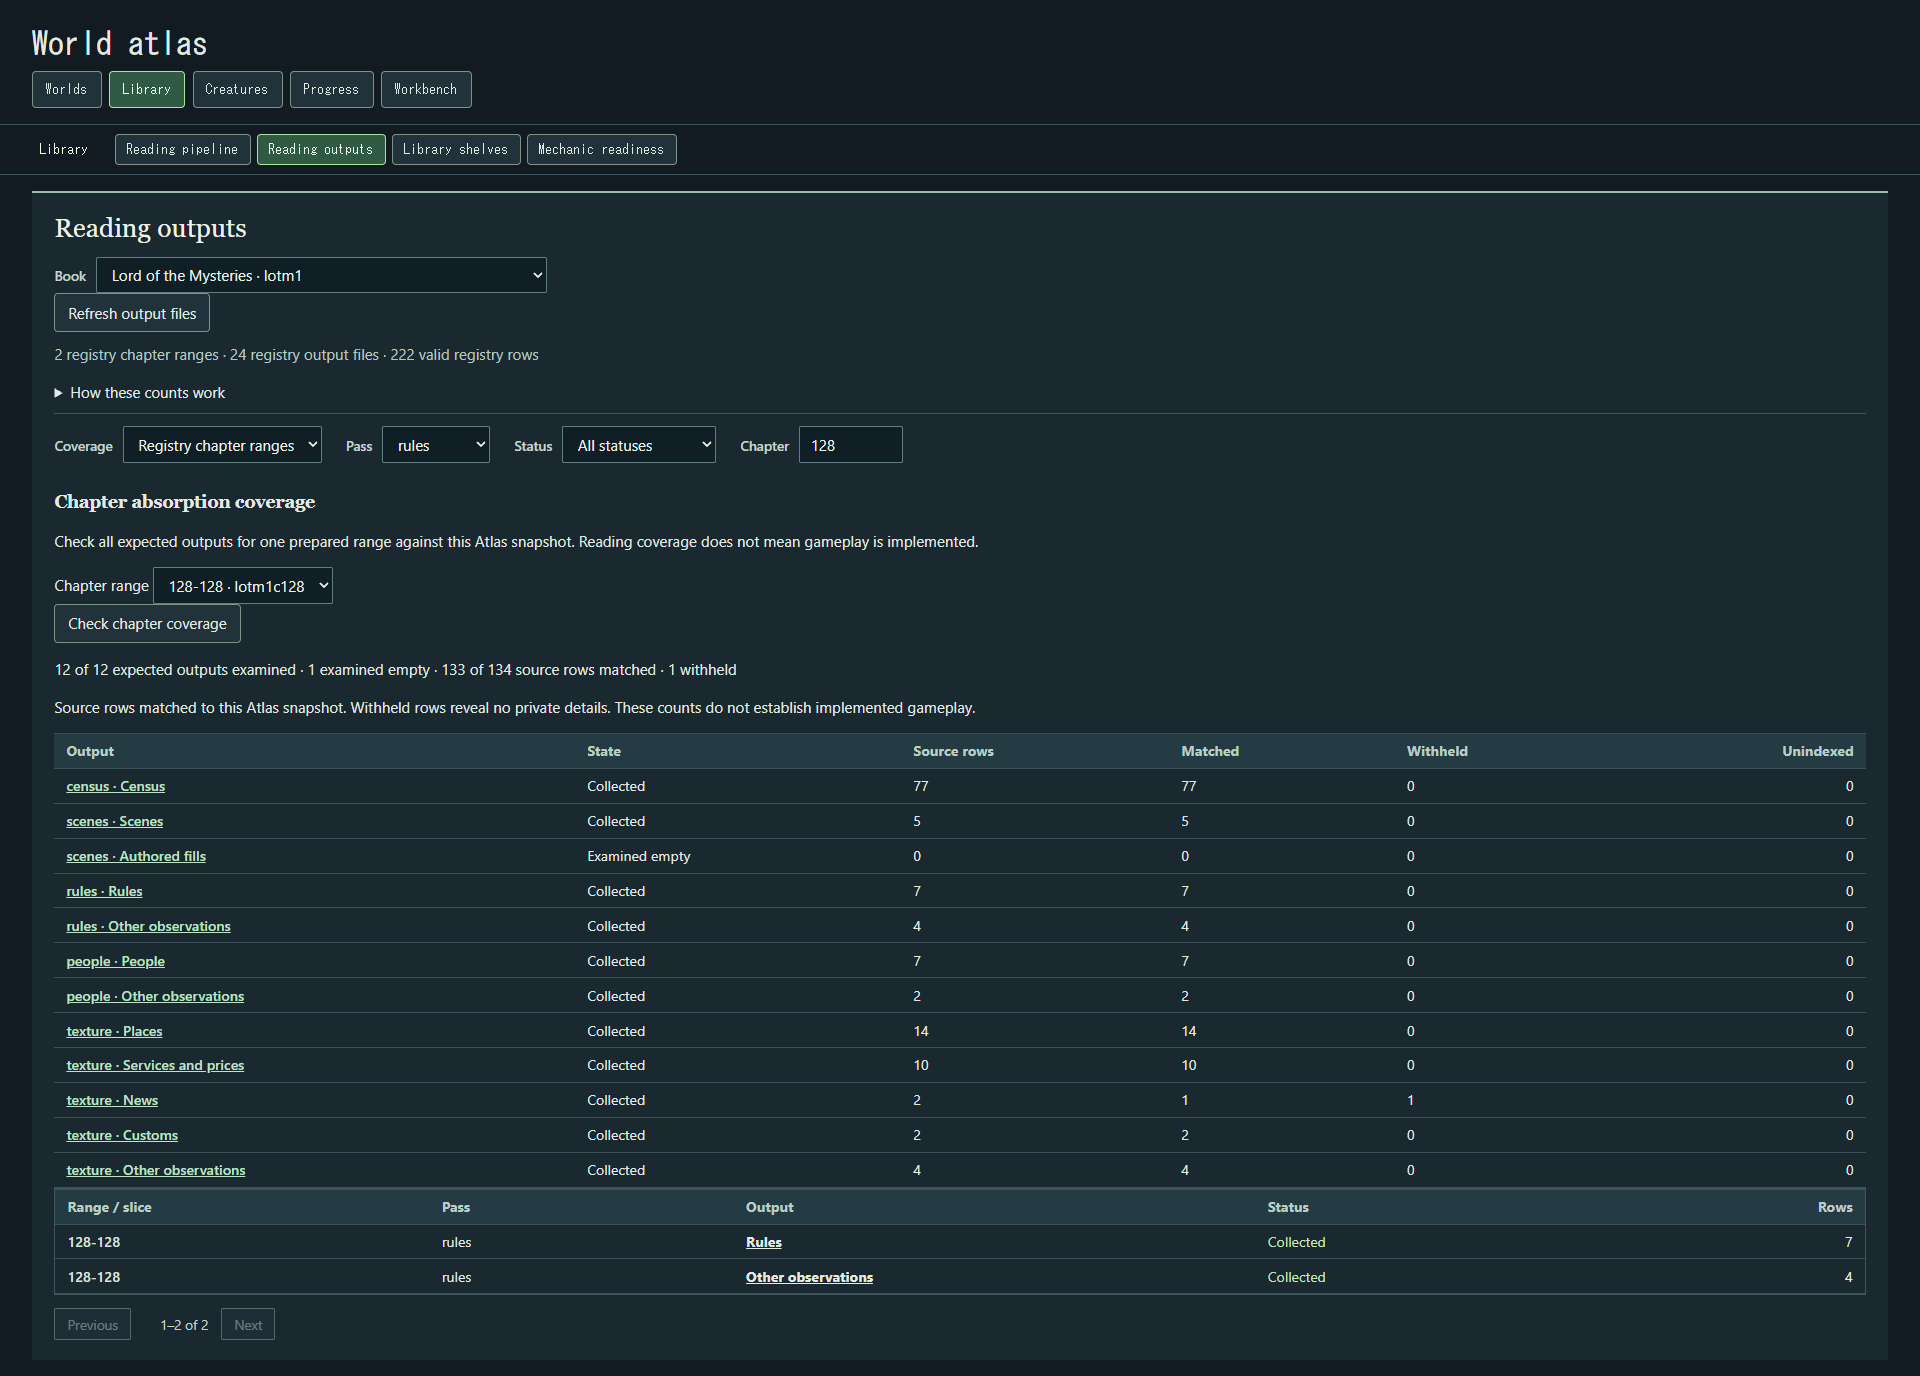 World atlas
Worlds Library Creatures Progress Workbench
Library Reading pipeline Reading outputs Library shelves Mechanic readiness
Reading outputs
Book Lord of the Mysteries · lotm1
Refresh output files
2 registry chapter ranges · 24 registry output files · 222 valid registry rows
▶ How these counts work
Coverage Registry chapter ranges Pass rules Status All statuses Chapter 128
Chapter absorption coverage
Check all expected outputs for one prepared range against this Atlas snapshot. Reading coverage does not mean gameplay is implemented.
Chapter range 128-128 · lotm1c128
Check chapter coverage
12 of 12 expected outputs examined · 1 examined empty · 133 of 134 source rows matched · 1 withheld
Source rows matched to this Atlas snapshot. Withheld rows reveal no private details. These counts do not establish implemented gameplay.
Output State Source rows Matched Withheld Unindexed
census · Census Collected 77 77 0 0
scenes · Scenes Collected 5 5 0 0
scenes · Authored fills Examined empty 0 0 0 0
rules · Rules Collected 7 7 0 0
rules · Other observations Collected 4 4 0 0
people · People Collected 7 7 0 0
people · Other observations Collected 2 2 0 0
texture · Places Collected 14 14 0 0
texture · Services and prices Collected 10 10 0 0
texture · News Collected 2 1 1 0
texture · Customs Collected 2 2 0 0
texture · Other observations Collected 4 4 0 0
Range / slice Pass Output Status Rows
128-128 rules Rules Collected 7
128-128 rules Other observations Collected 4
Previous 1–2 of 2 Next